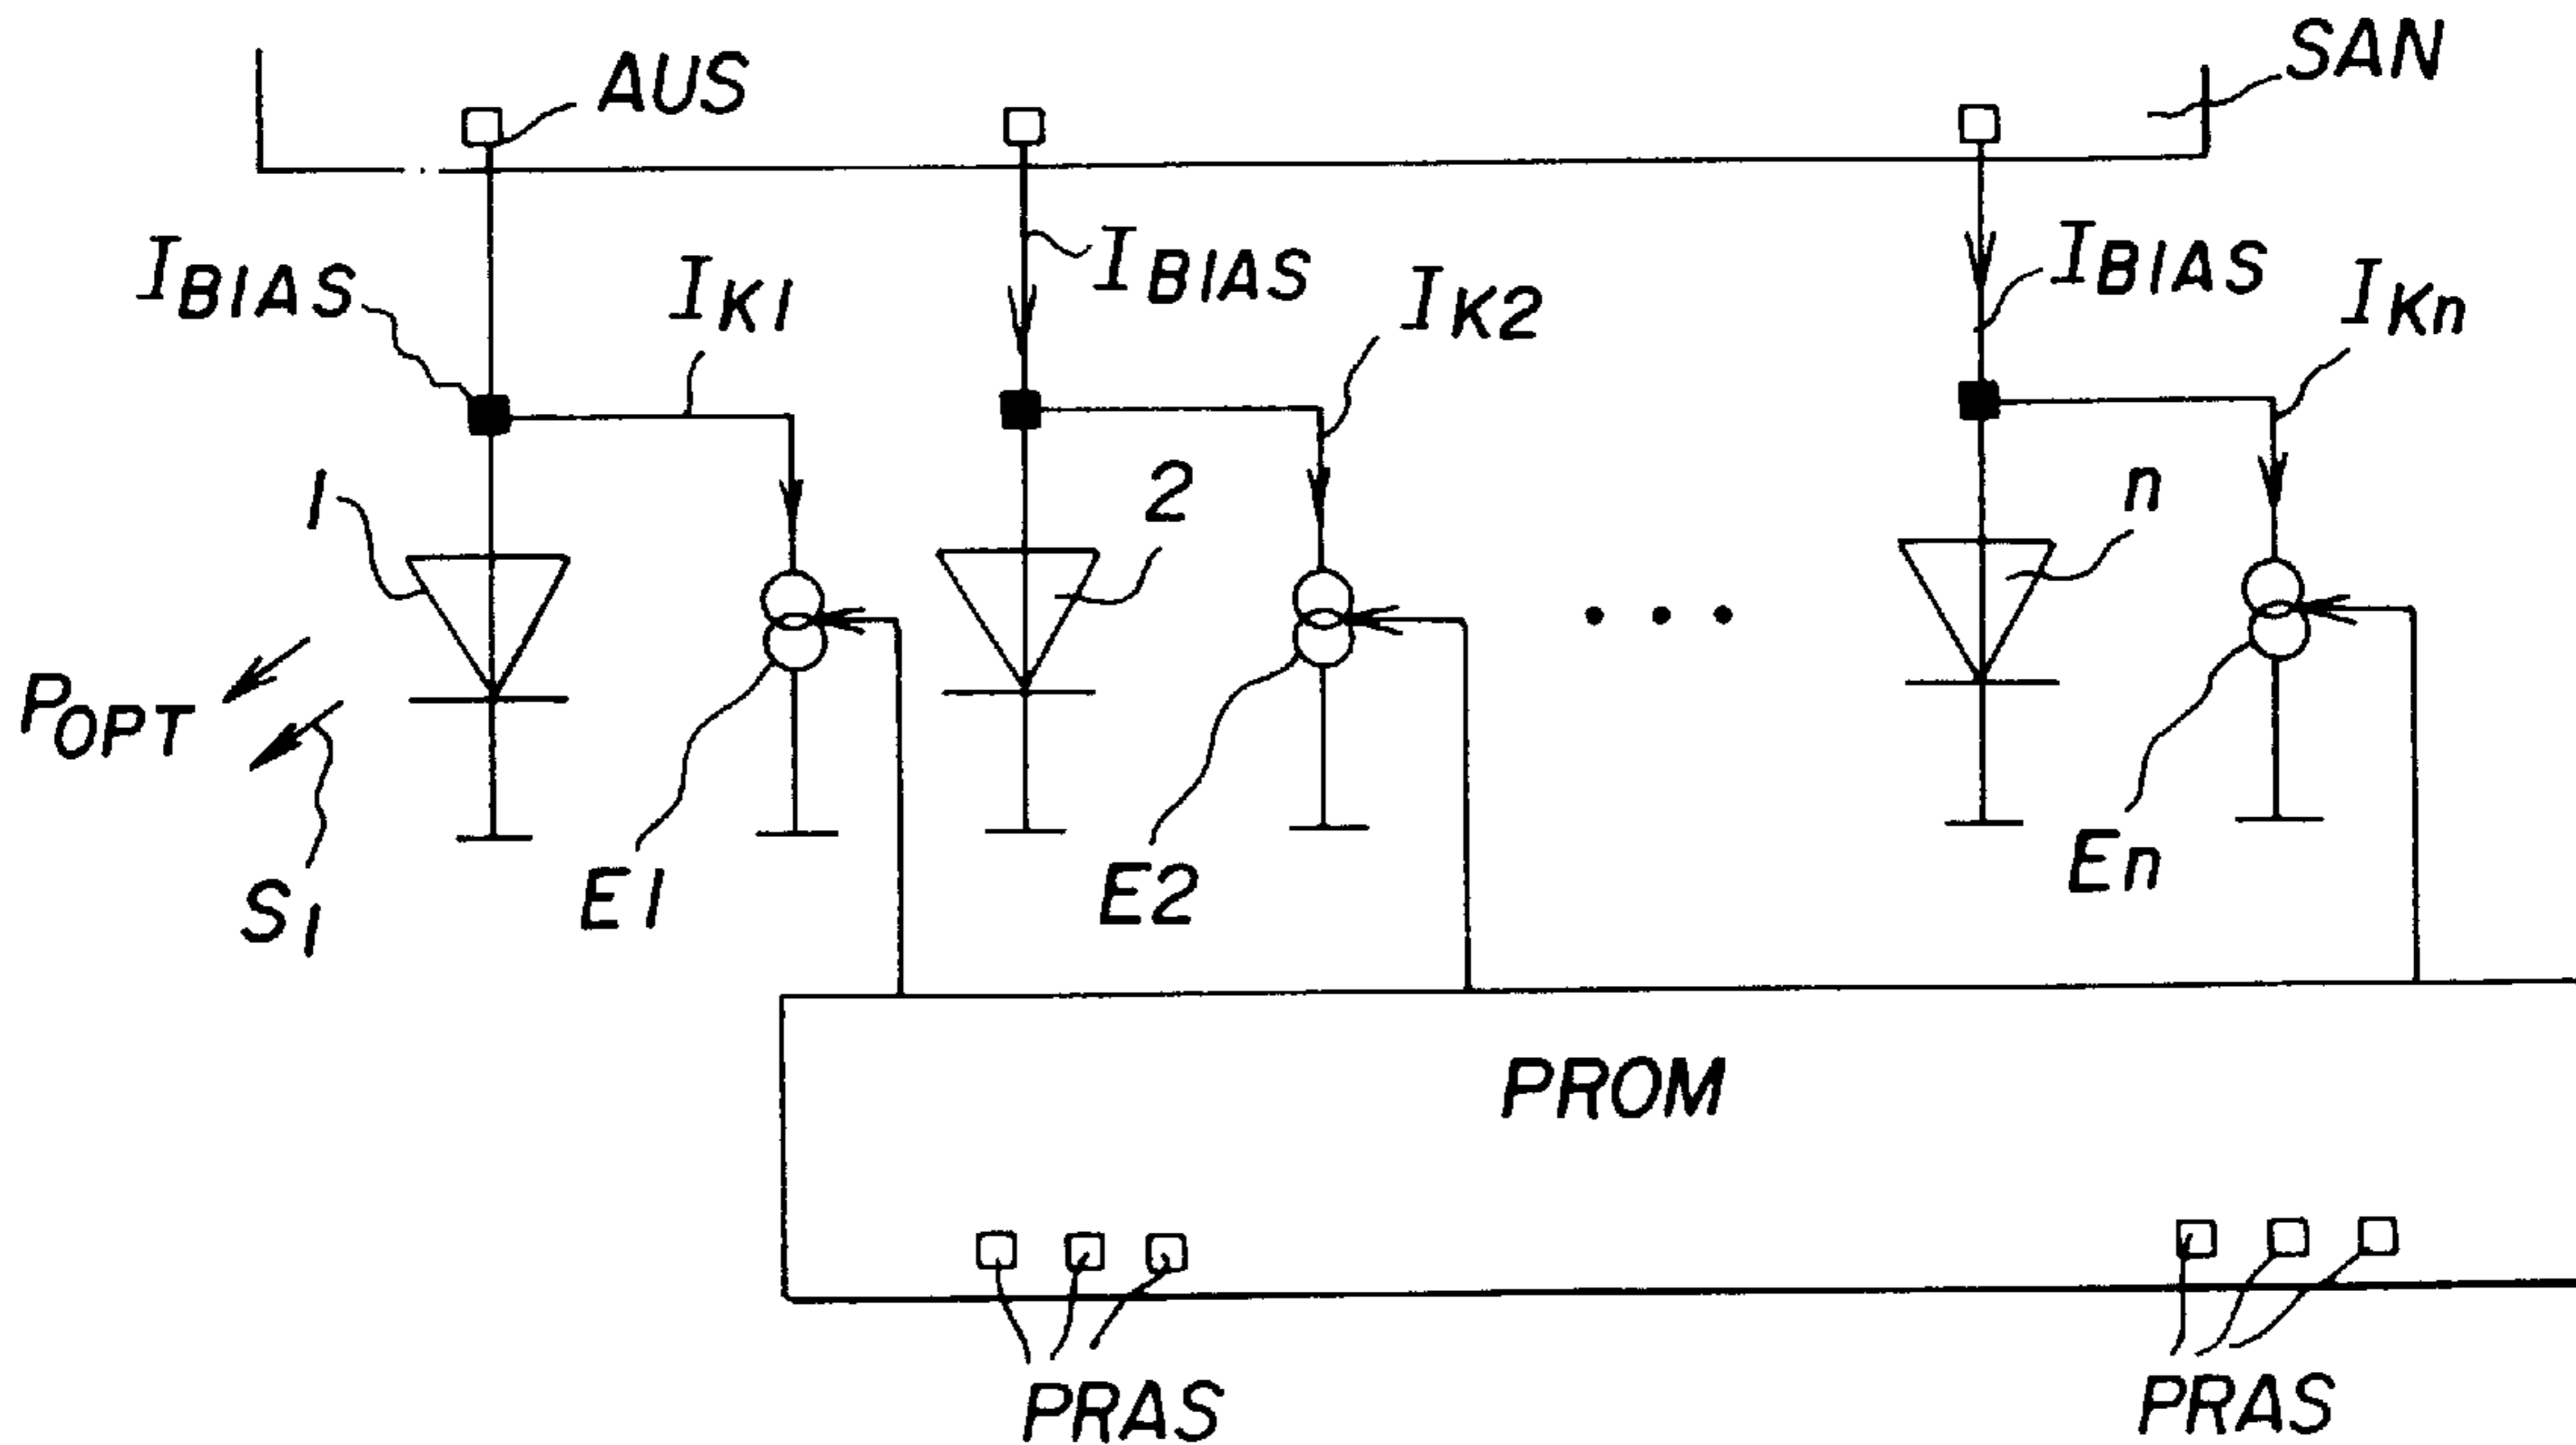 AUS
SAN
IBIAS
IK1
IBIAS
IK2
IBIAS
IKn
1
2
n
POPT
S1
E1
E2
En
PROM
PRAS
PRAS